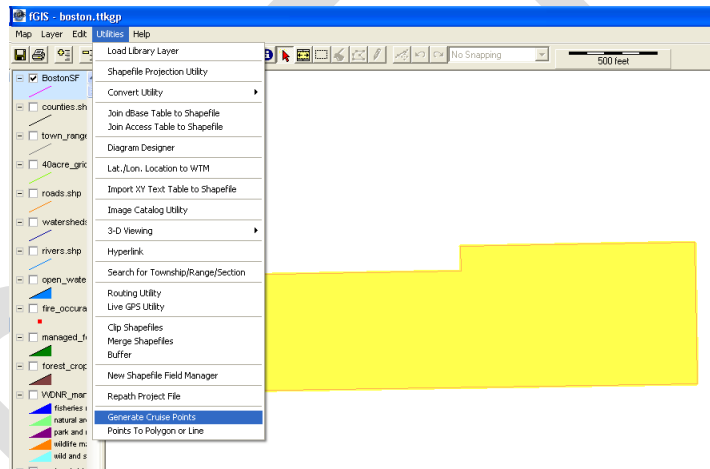 fGIS - boston.ttkgp
Map Layer Edit Utilities Help
No Snapping
500 feet
Load Library Layer
Shapefile Projection Utility
Convert Utility
Join dBase Table to Shapefile
Join Access Table to Shapefile
Diagram Designer
Lat./Lon. Location to WTM
Import XY Text Table to Shapefile
Image Catalog Utility
3-D Viewing
Hyperlink
Search for Township/Range/Section
Routing Utility
Live GPS Utility
Clip Shapefiles
Merge Shapefiles
Buffer
New Shapefile Field Manager
Repath Project File
Generate Cruise Points
Points To Polygon or Line
BostonSF
counties.sh
town_range
40acre_gric
roads.shp
watersheds
rivers.shp
open_wate
fire_occura
managed_f
forest_crop
WDNR_mar
fisheries
natural are
park and
wildlife m
wild and s